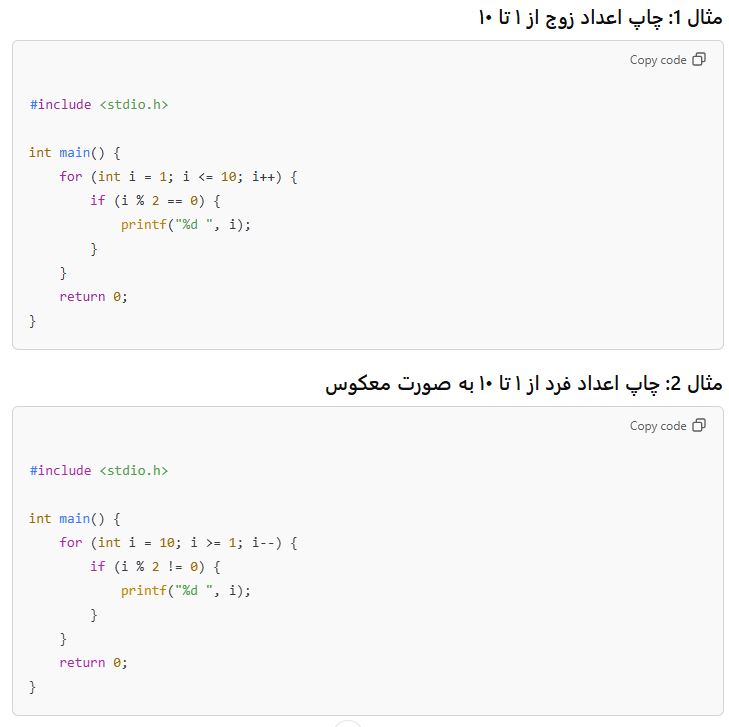 مثال 1: چاپ اعداد زوج از ۱ تا ۱۰
Copy code
#include <stdio.h>
int main() {
for (int i = 1; i <= 10; i++) {
if (i % 2 == 0) {
printf("%d ", i);
}
}
return 0;
}
مثال 2: چاپ اعداد فرد از ۱ تا ۱۰ به صورت معکوس
Copy code
#include <stdio.h>
int main() {
for (int i = 10; i >= 1; i--) {
if (i % 2 != 0) {
printf("%d ", i);
}
}
return 0;
}